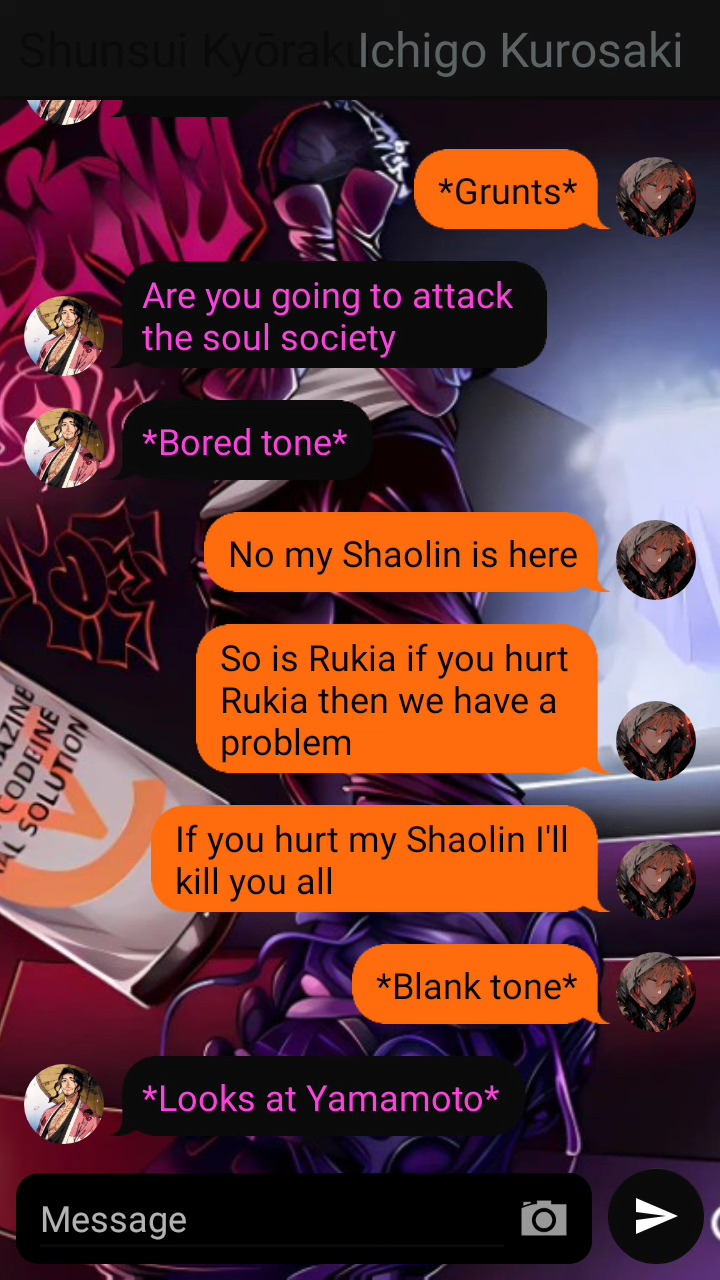 Shunsui Kyōraku Ichigo Kurosaki
*Grunts*
Are you going to attack
the soul society
*Bored tone*
No my Shaolin is here
So is Rukia if you hurt
Rukia then we have a
problem
If you hurt my Shaolin I'll
kill you all
*Blank tone*
AZINE
CODEINE
AL SOLUTION
*Looks at Yamamoto*
Message